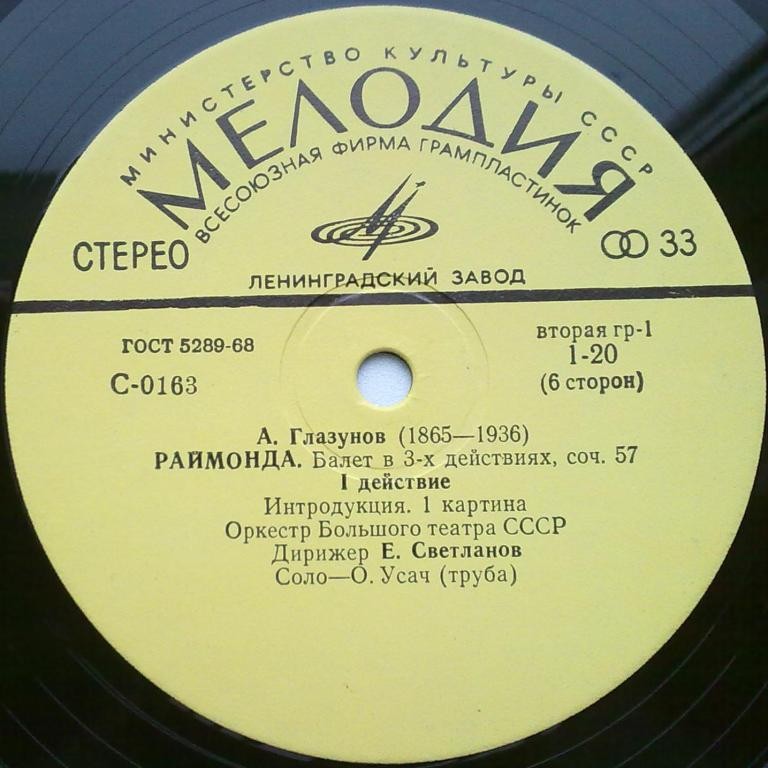 МИНИСТЕРСТВО КУЛЬТУРЫ СССР
МЕЛОДИЯ
ВСЕСОЮЗНАЯ ФИРМА ГРАМПЛАСТИНОК
СТЕРЕО
33
ЛЕНИНГРАДСКИЙ ЗАВОД
ГОСТ 5289-68
вторая гр-1
С-0163
1-20
(6 сторон)
А. Глазунов (1865—1936)
РАЙМОНДА. Балет в 3-х действиях, соч. 57
I действие
Интродукция. 1 картина
Оркестр Большого театра СССР
Дирижер Е. Светланов
Соло—О. Усач (труба)